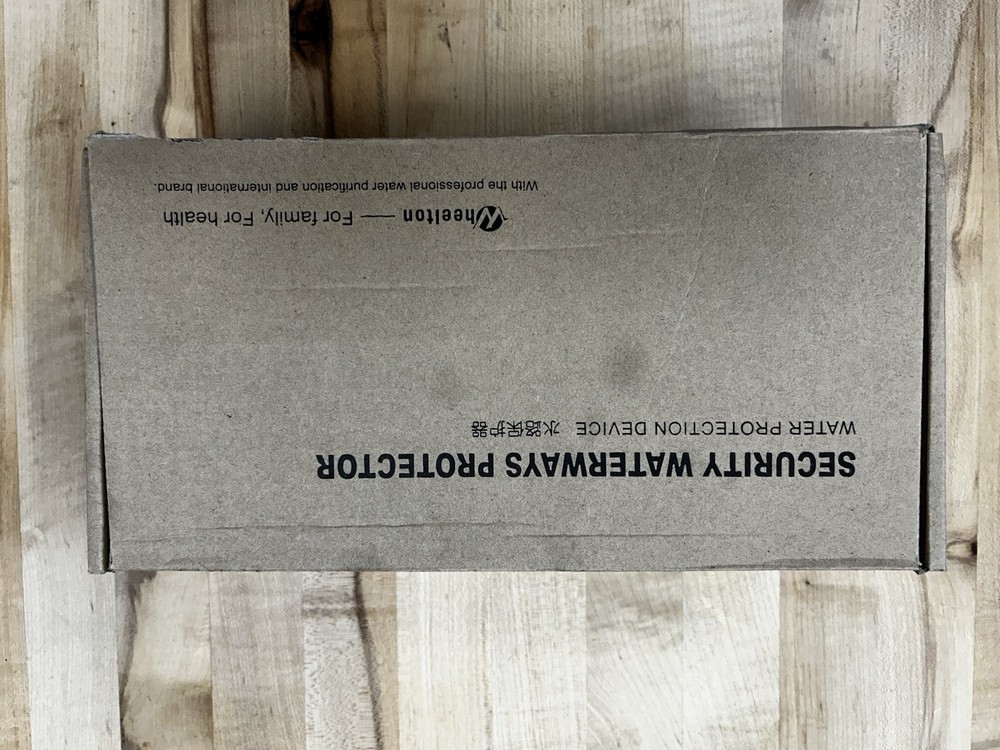 SECURITY WATERWAYS PROTECTOR
WATER PROTECTION DEVICE 水路保护器
Wheelton — For family, For health
With the professional water purification and international brand.